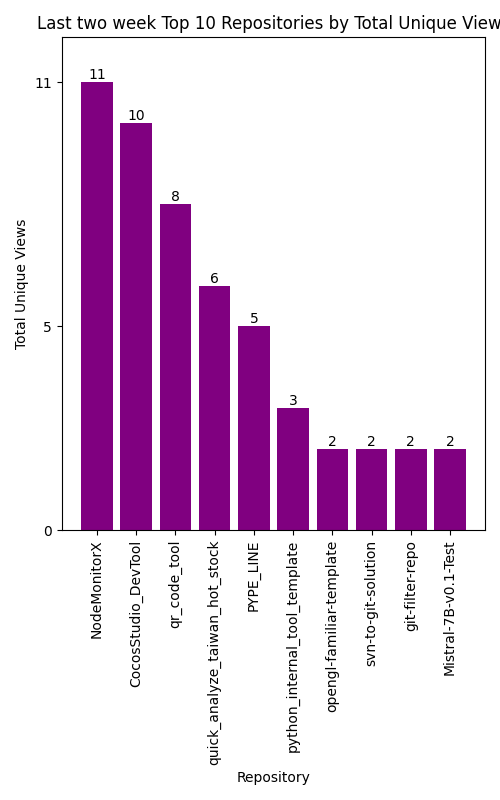 Last two week Top 10 Repositories by Total Unique View
11
10
8
6
5
3
2
2
2
2
11
5
0
Total Unique Views
NodeMonitorX
CocosStudio_DevTool
qr_code_tool
quick_analyze_taiwan_hot_stock
PYPE_LINE
python_internal_tool_template
opengl-familiar-template
svn-to-git-solution
git-filter-repo
Mistral-7B-v0.1-Test
Repository